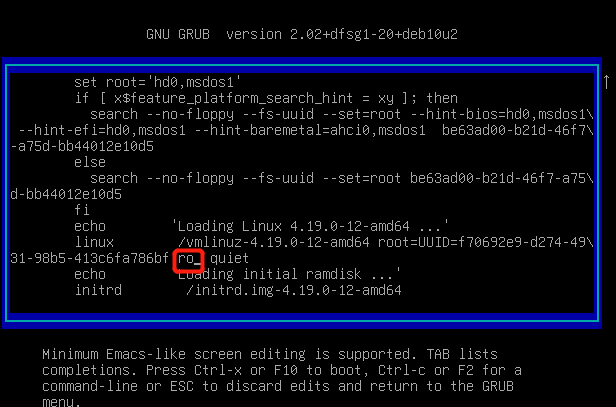 GNU GRUB  version 2.02+dfsg1-20+deb10u2
set root='hd0,msdos1'
if [ x$feature_platform_search_hint = xy ]; then
search --no-floppy --fs-uuid --set=root --hint-bios=hd0,msdos1\
--hint-efi=hd0,msdos1 --hint-baremetal=ahci0,msdos1  be63ad00-b21d-46f7\
-a75d-bb44012e10d5
else
search --no-floppy --fs-uuid --set=root be63ad00-b21d-46f7-a75\
d-bb44012e10d5
fi
echo        'Loading Linux 4.19.0-12-amd64 ...'
linux        /vmlinuz-4.19.0-12-amd64 root=UUID=f70692e9-d274-49\
31-98b5-413c6fa786bf ro_ quiet
echo        'Loading initial ramdisk ...'
initrd        /initrd.img-4.19.0-12-amd64
↑
Minimum Emacs-like screen editing is supported. TAB lists
completions. Press Ctrl-x or F10 to boot, Ctrl-c or F2 for a
command-line or ESC to discard edits and return to the GRUB
menu.